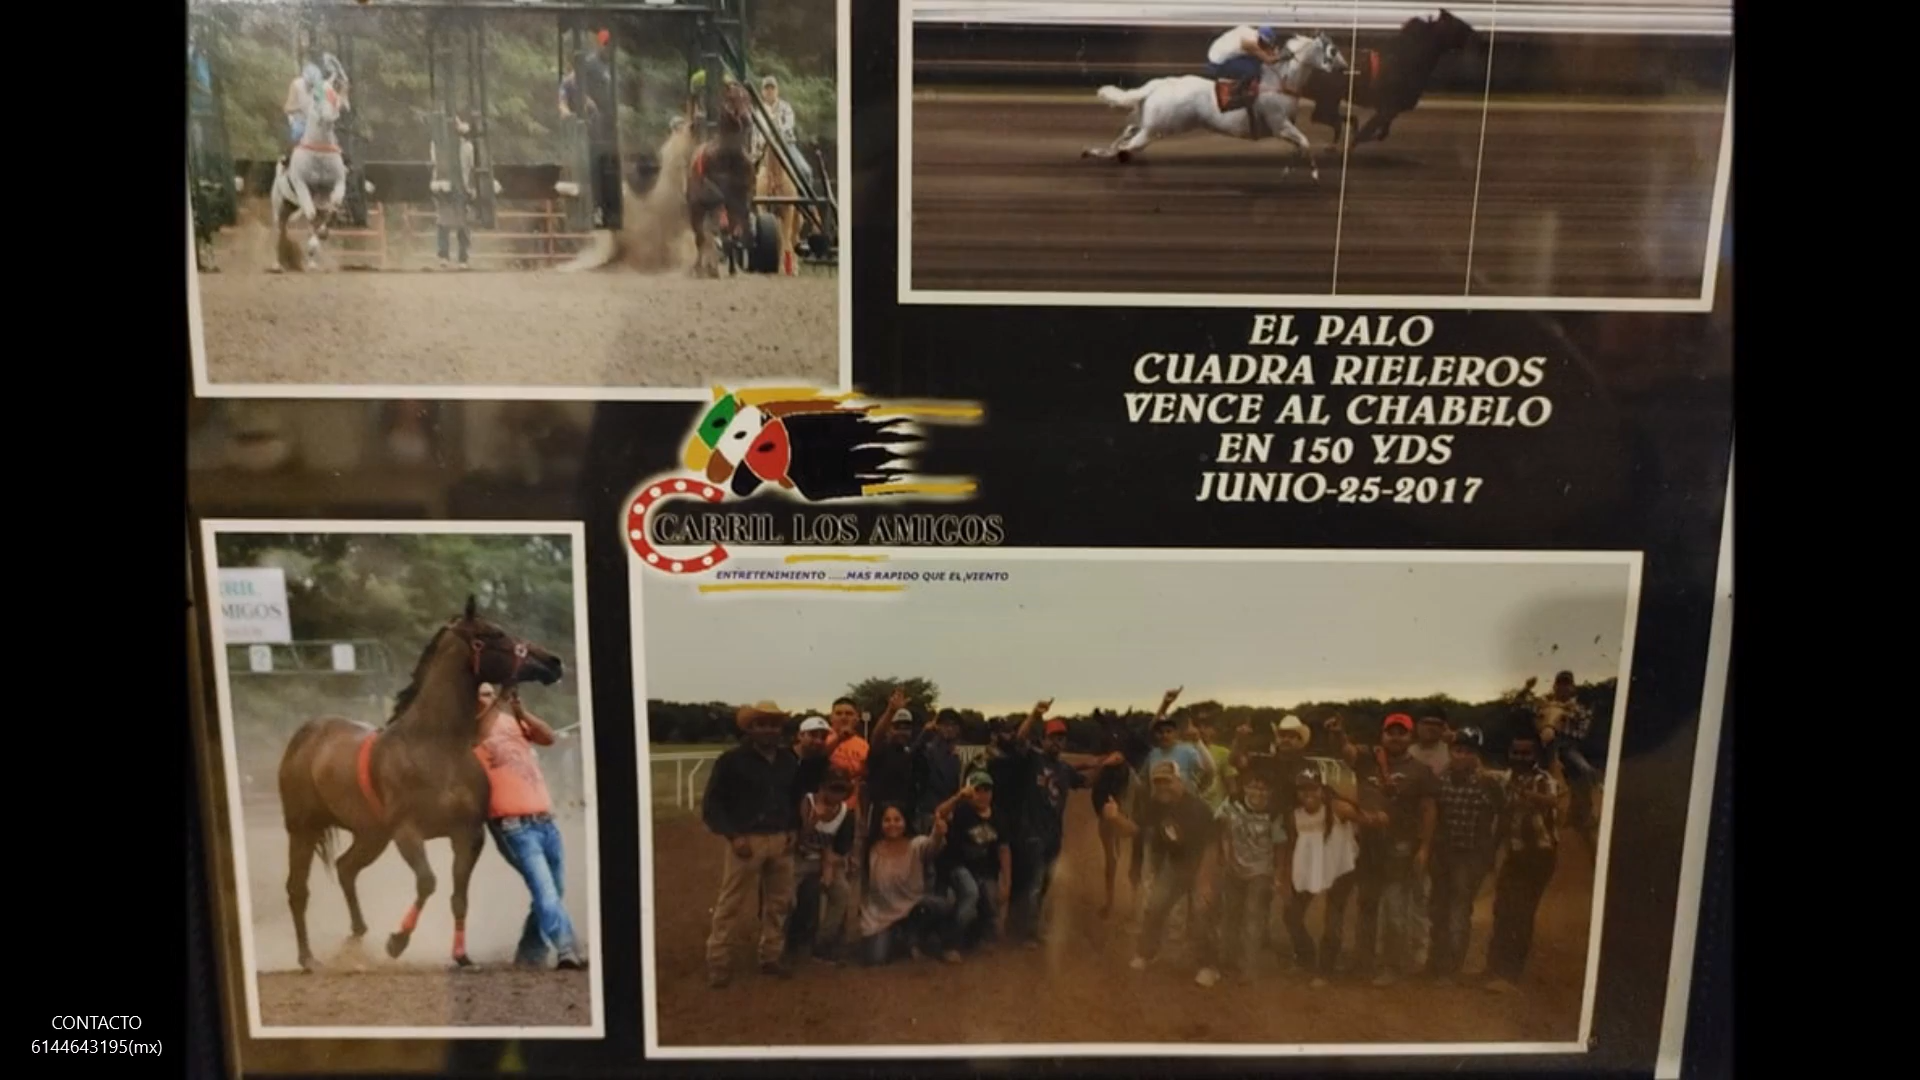 EL PALO
CUADRA RIELEROS
VENCE AL CHABELO
EN 150 YDS
JUNIO-25-2017
CARRIL LOS AMIGOS
ENTRETENIMIENTO .....MAS RAPIDO QUE EL VIENTO
MIGOS
CONTACTO
6144643195(mx)